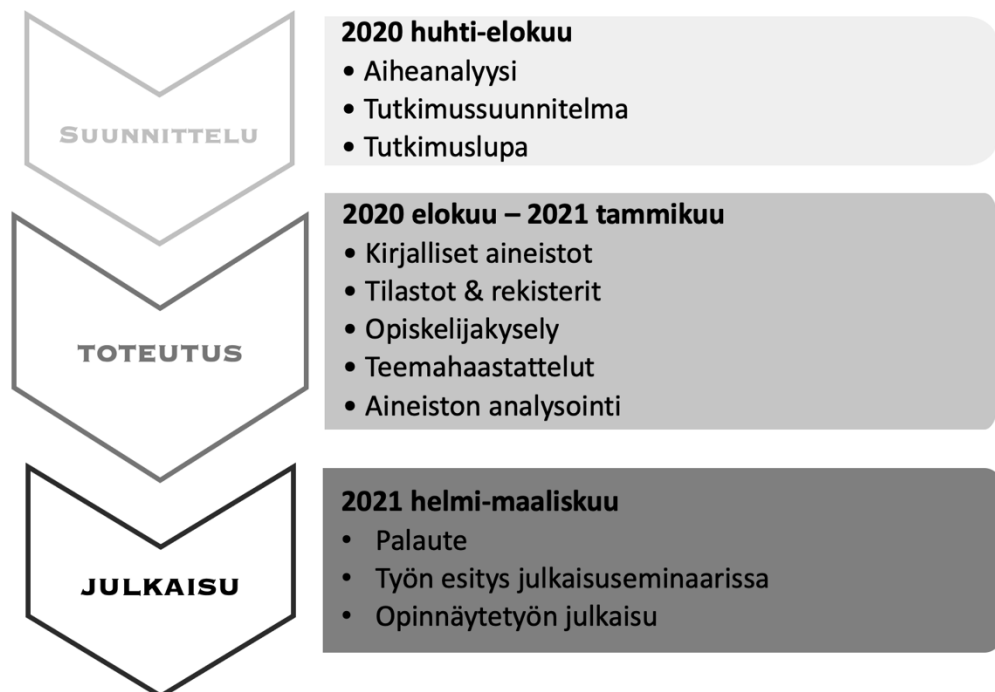 SUUNNITTELU
2020 huhti-elokuu
• Aiheanalyysi
• Tutkimussuunnitelma
• Tutkimuslupa
TOTEUTUS
2020 elokuu – 2021 tammikuu
• Kirjalliset aineistot
• Tilastot & rekisterit
• Opiskelijakysely
• Teemahaastattelut
• Aineiston analysointi
JULKAISU
2021 helmi-maaliskuu
• Palaute
• Työn esitys julkaisuseminaarissa
• Opinnäytetyön julkaisu